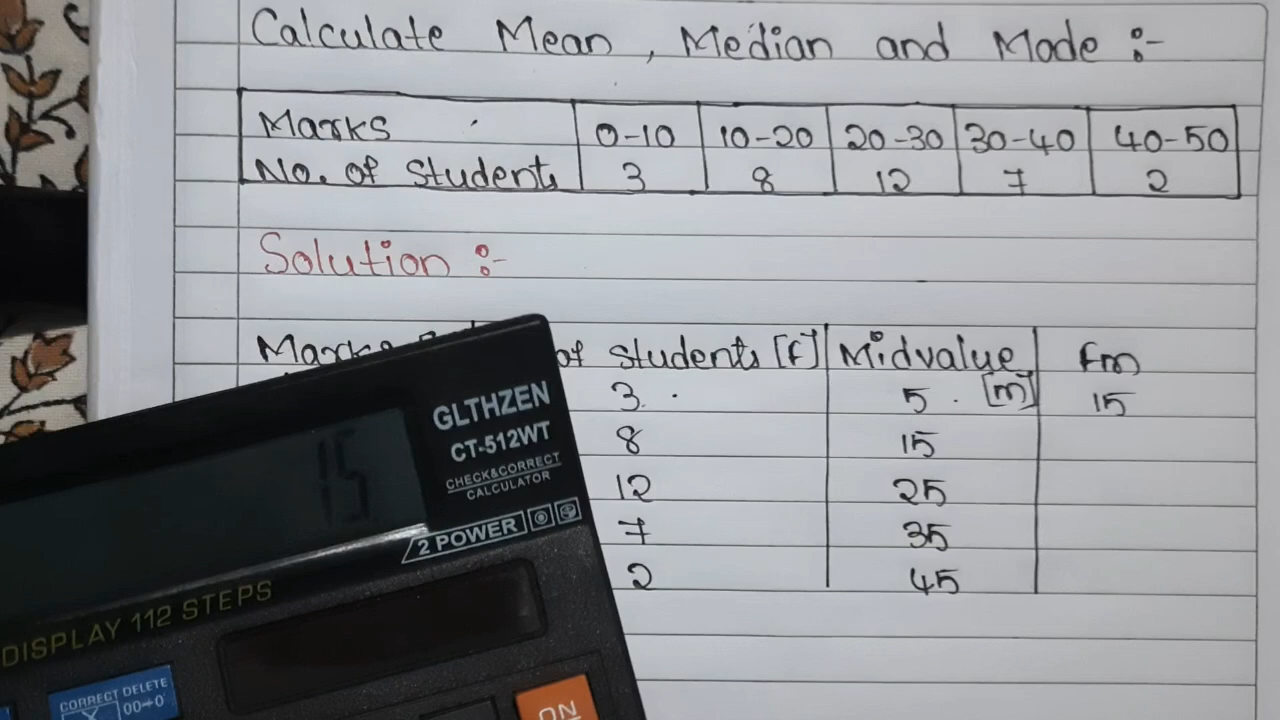 Calculate Mean, Median and Mode :-
Marks 0-10 10-20 20-30 30-40 40-50
No. of Students 3 8 12 7 2
Solution :-
Marks of Students [f] Midvalue [m] fm
3 5 15
8 15
12 25
7 35
2 45
15
GLTHZEN
CT-512WT
CHECK&CORRECT
CALCULATOR
2 POWER
DISPLAY 112 STEPS
CORRECT DELETE
00→0
ON